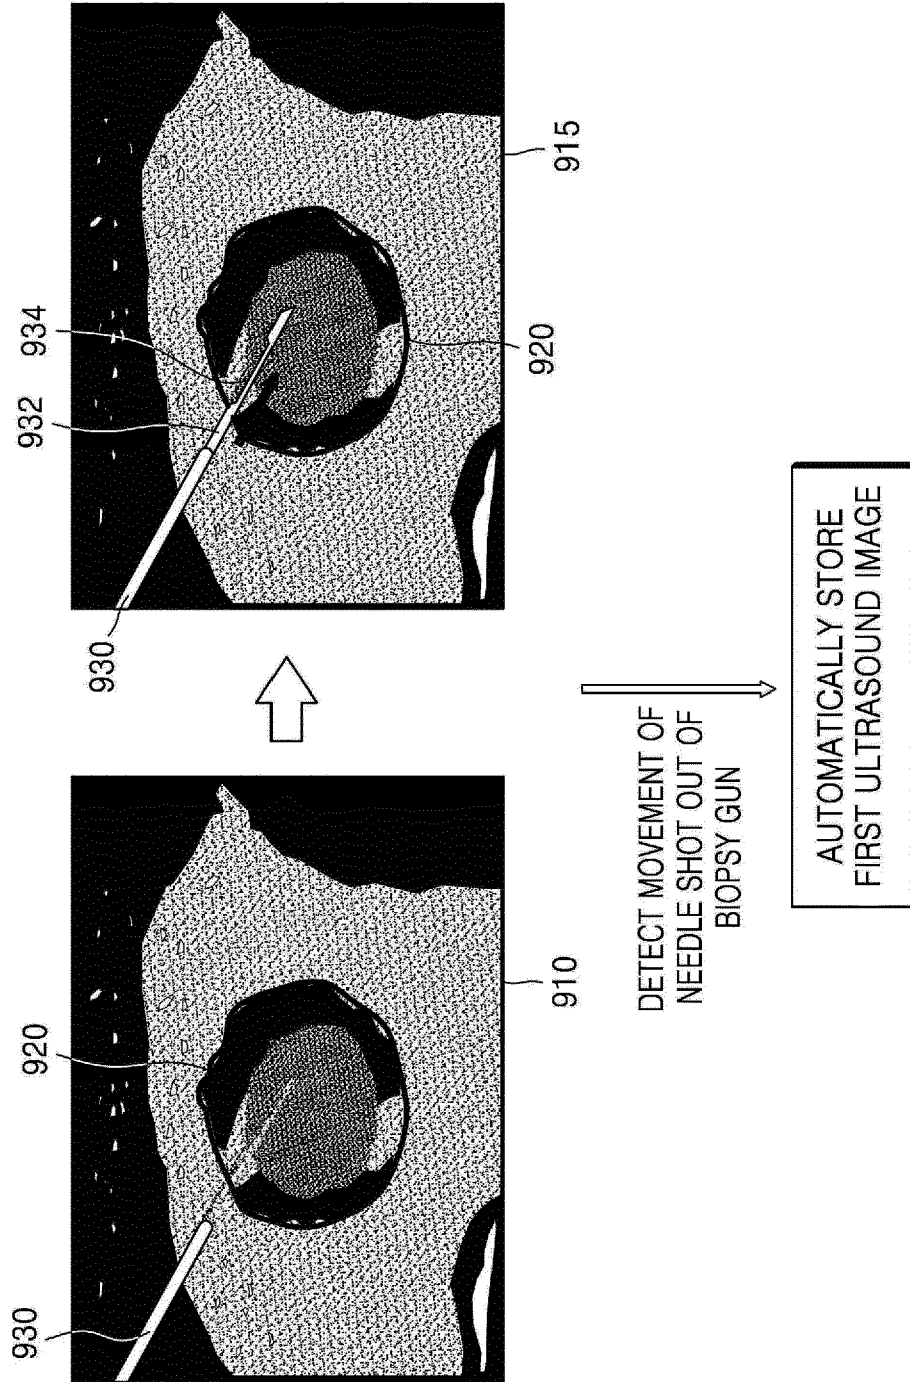 930
920
910
930
932
934
920
915
DETECT MOVEMENT OF
NEEDLE SHOT OUT OF
BIOPSY GUN
AUTOMATICALLY STORE
FIRST ULTRASOUND IMAGE